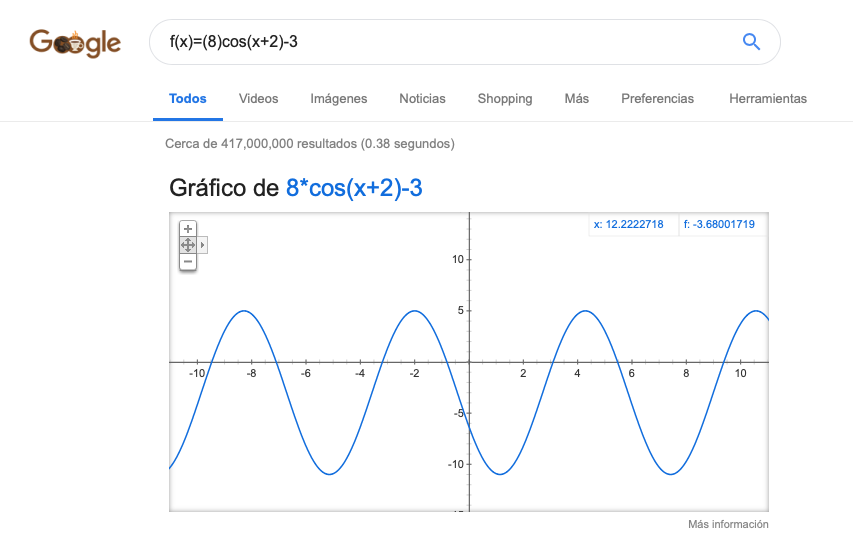 Google
f(x)=(8)cos(x+2)-3
Todos Videos Imágenes Noticias Shopping Más Preferencias Herramientas
Cerca de 417,000,000 resultados (0.38 segundos)
Gráfico de 8*cos(x+2)-3
x: 12.2222718 f: -3.68001719
10
5
-10 -8 -6 -4 -2 2 4 6 8 10
-5
-10
Más información